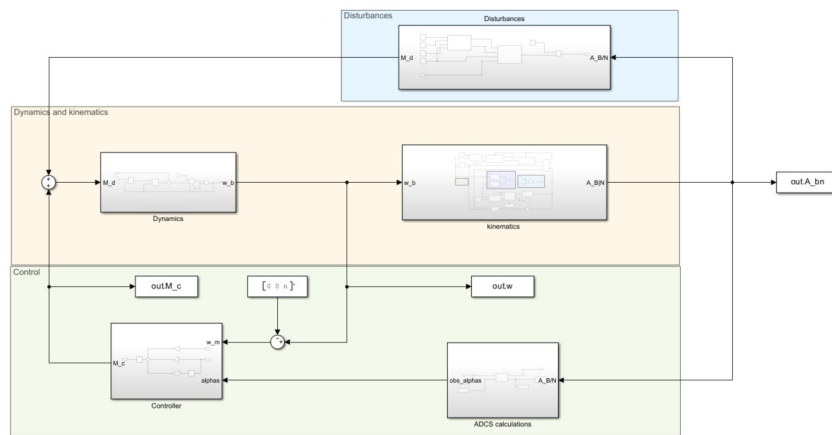 Disturbances
Disturbances
M_d
A_B/N
Dynamics and kinematics
M_d
w_b
Dynamics
w_b
A_B|N
kinematics
out.A_bn
Control
out.M_c
[0 0 n]'
out.w
w_m
M_c
alphas
Controller
obs_alphas
A_B/N
ADCS calculations